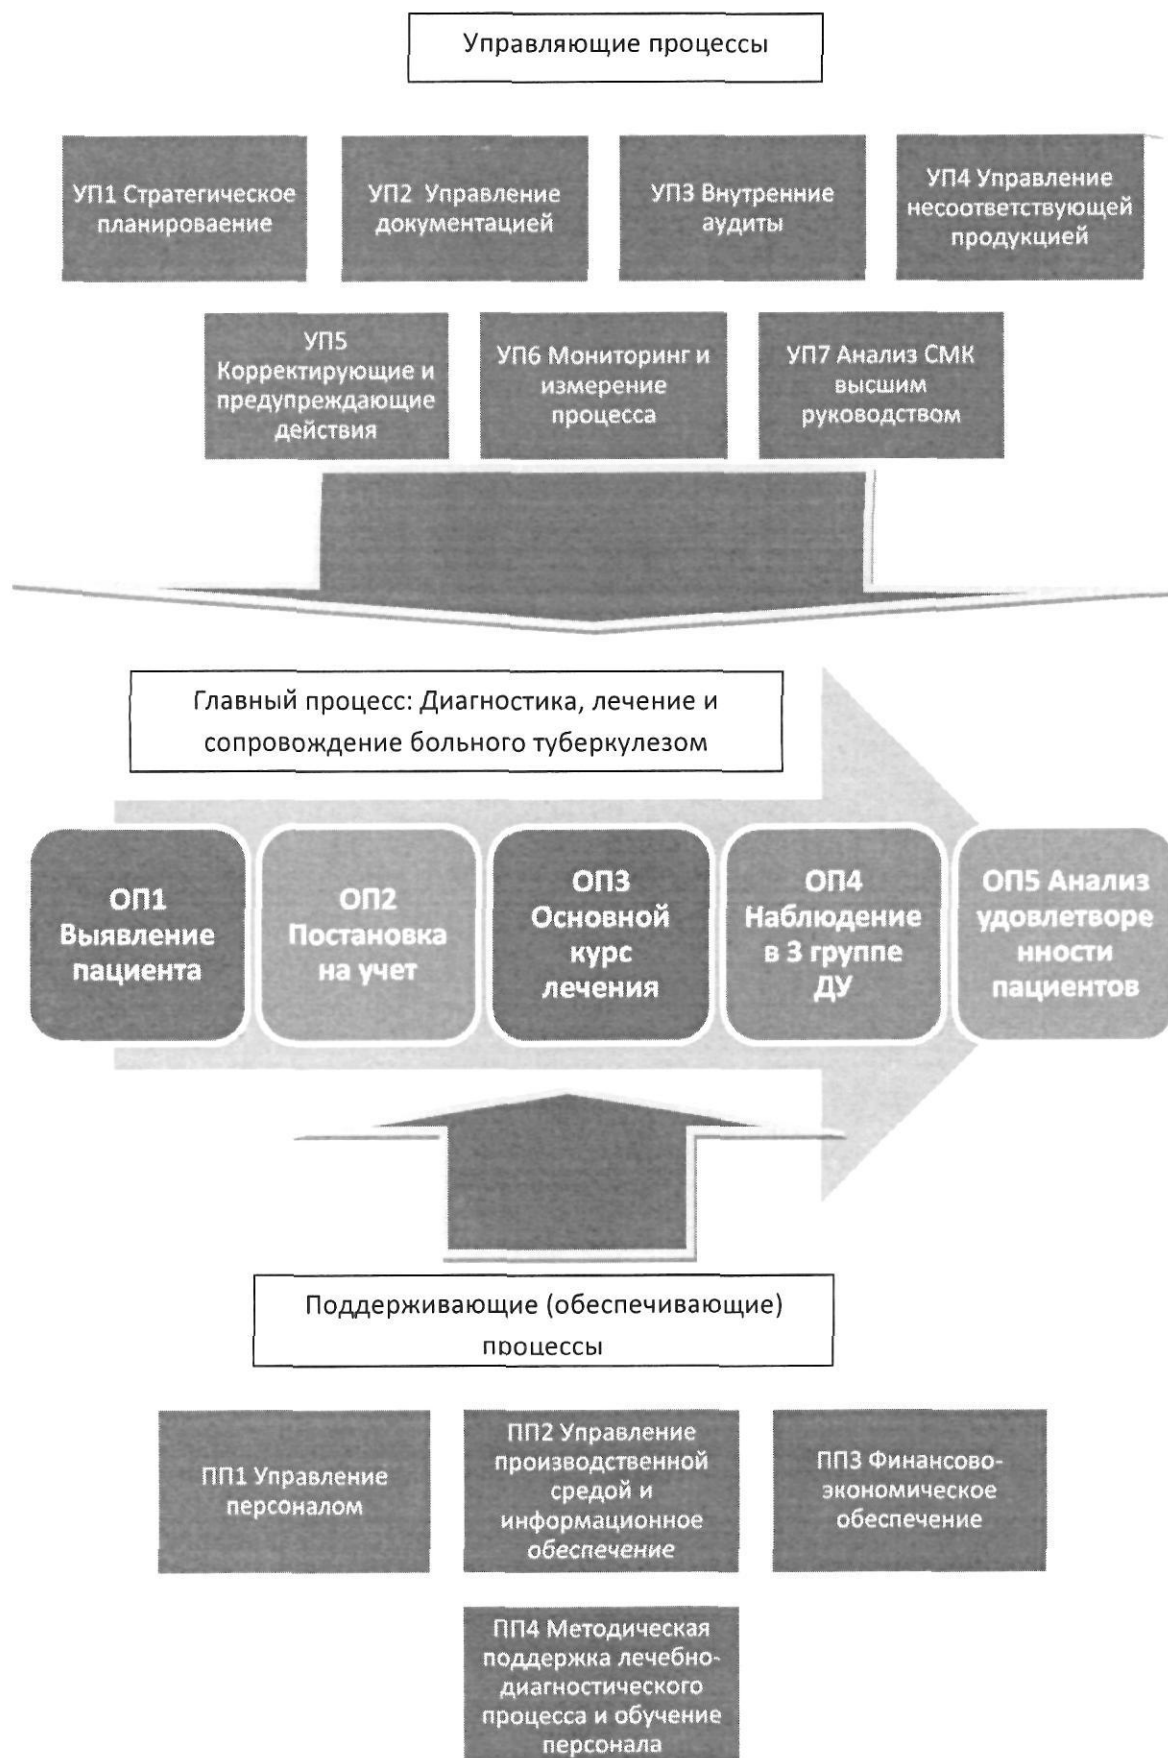 Управляющие процессы
УП1 Стратегическое
планироваение
УП2 Управление
документацией
УП3 Внутренние
аудиты
УП4 Управление
несоответствующей
продукцией
УП5
Корректирующие и
предупреждающие
действия
УП6 Мониторинг и
измерение
процесса
УП7 Анализ СМК
высшим
руководством
Главный процесс: Диагностика, лечение и
сопровождение больного туберкулезом
ОП1
Выявление
пациента
ОП2
Постановка
на учет
ОП3
Основной
курс
лечения
ОП4
Наблюдение
в 3 группе
ДУ
ОП5 Анализ
удовлетворе
нности
пациентов
Поддерживающие (обеспечивающие)
процессы
ПП1 Управление
персоналом
ПП2 Управление
производственной
средой и
информационное
обеспечение
ПП3 Финансово-
экономическое
обеспечение
ПП4 Методическая
поддержка лечебно-
диагностического
процесса и обучение
персонала